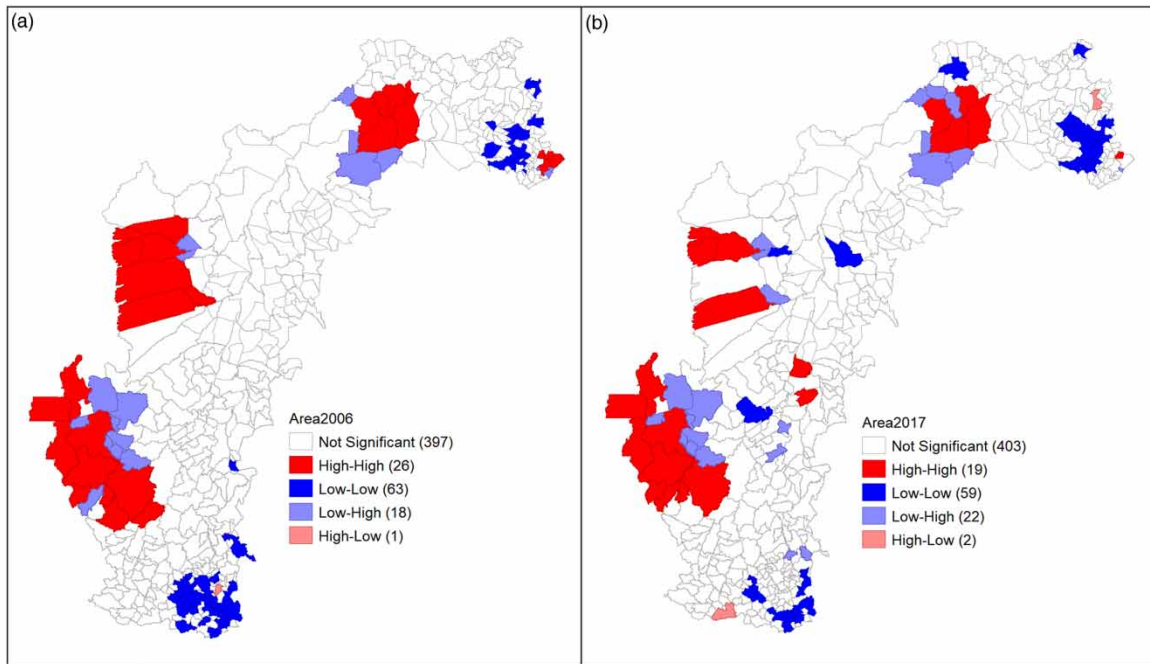 (a)
Area2006
Not Significant (397)
High-High (26)
Low-Low (63)
Low-High (18)
High-Low (1)
(b)
Area2017
Not Significant (403)
High-High (19)
Low-Low (59)
Low-High (22)
High-Low (2)